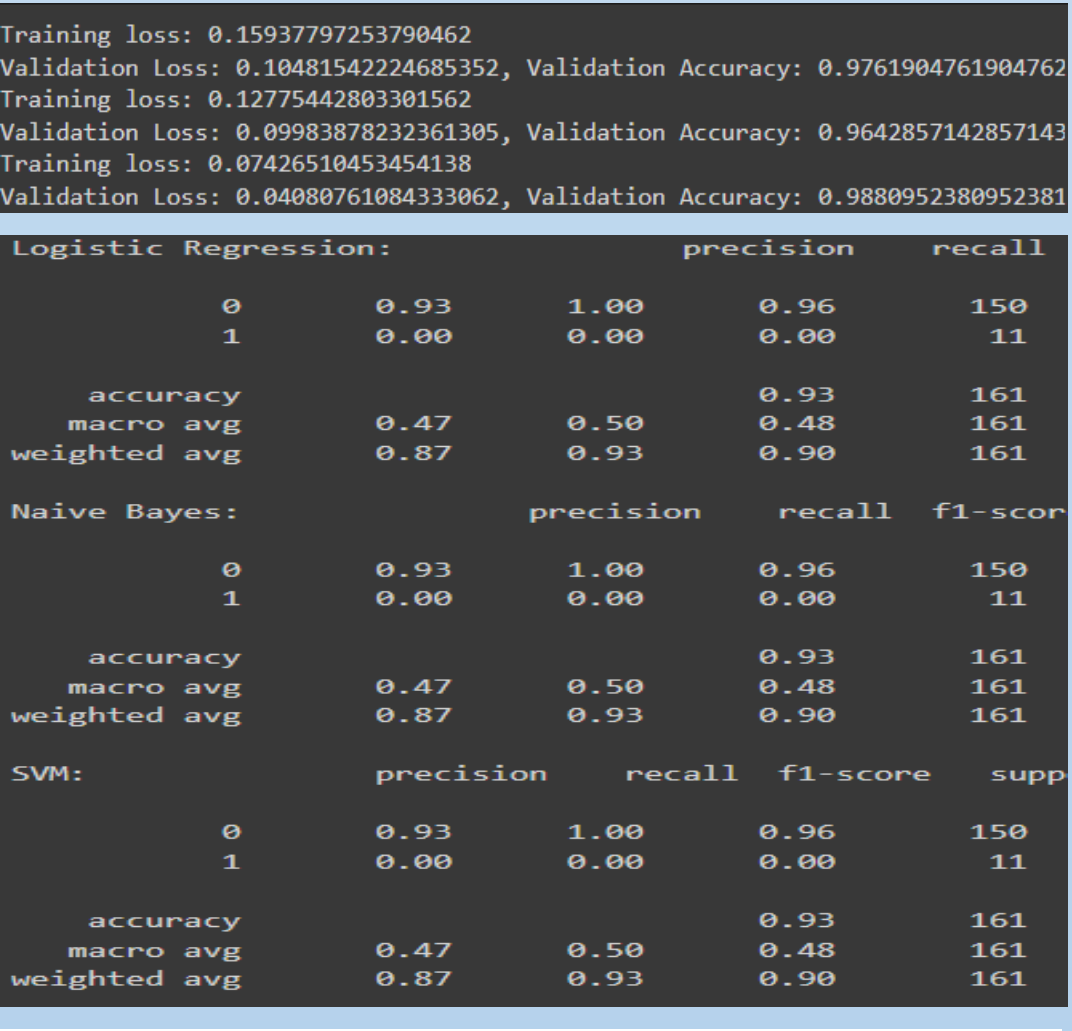 Training loss: 0.15937797253790462
Validation Loss: 0.10481542224685352, Validation Accuracy: 0.9761904761904762
Training loss: 0.12775442803301562
Validation Loss: 0.09983878232361305, Validation Accuracy: 0.9642857142857143
Training loss: 0.07426510453454138
Validation Loss: 0.04080761084333062, Validation Accuracy: 0.9880952380952381
Logistic Regression: precision recall
0 0.93 1.00 0.96 150
1 0.00 0.00 0.00 11
accuracy 0.93 161
macro avg 0.47 0.50 0.48 161
weighted avg 0.87 0.93 0.90 161
Naive Bayes: precision recall f1-scor
0 0.93 1.00 0.96 150
1 0.00 0.00 0.00 11
accuracy 0.93 161
macro avg 0.47 0.50 0.48 161
weighted avg 0.87 0.93 0.90 161
SVM: precision recall f1-score supp
0 0.93 1.00 0.96 150
1 0.00 0.00 0.00 11
accuracy 0.93 161
macro avg 0.47 0.50 0.48 161
weighted avg 0.87 0.93 0.90 161